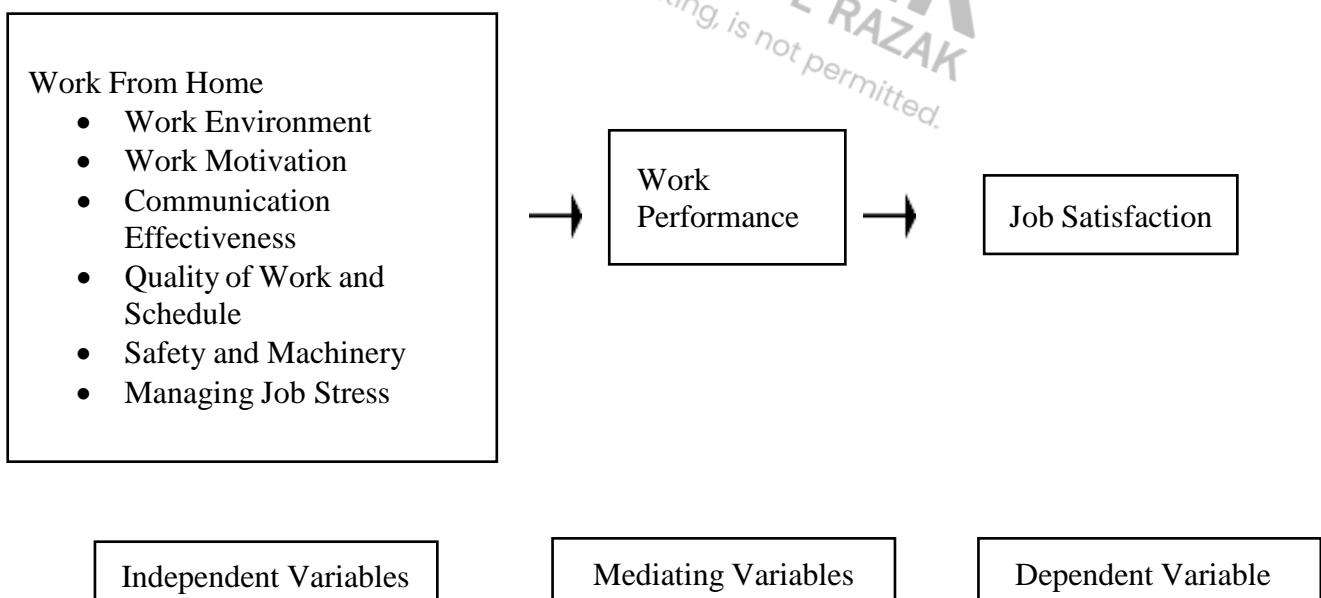 ting, is not permitted.
RAZAK
Work From Home
• Work Environment
• Work Motivation
• Communication
Effectiveness
• Quality of Work and
Schedule
• Safety and Machinery
• Managing Job Stress
Work
Performance
Job Satisfaction
Independent Variables
Mediating Variables
Dependent Variable